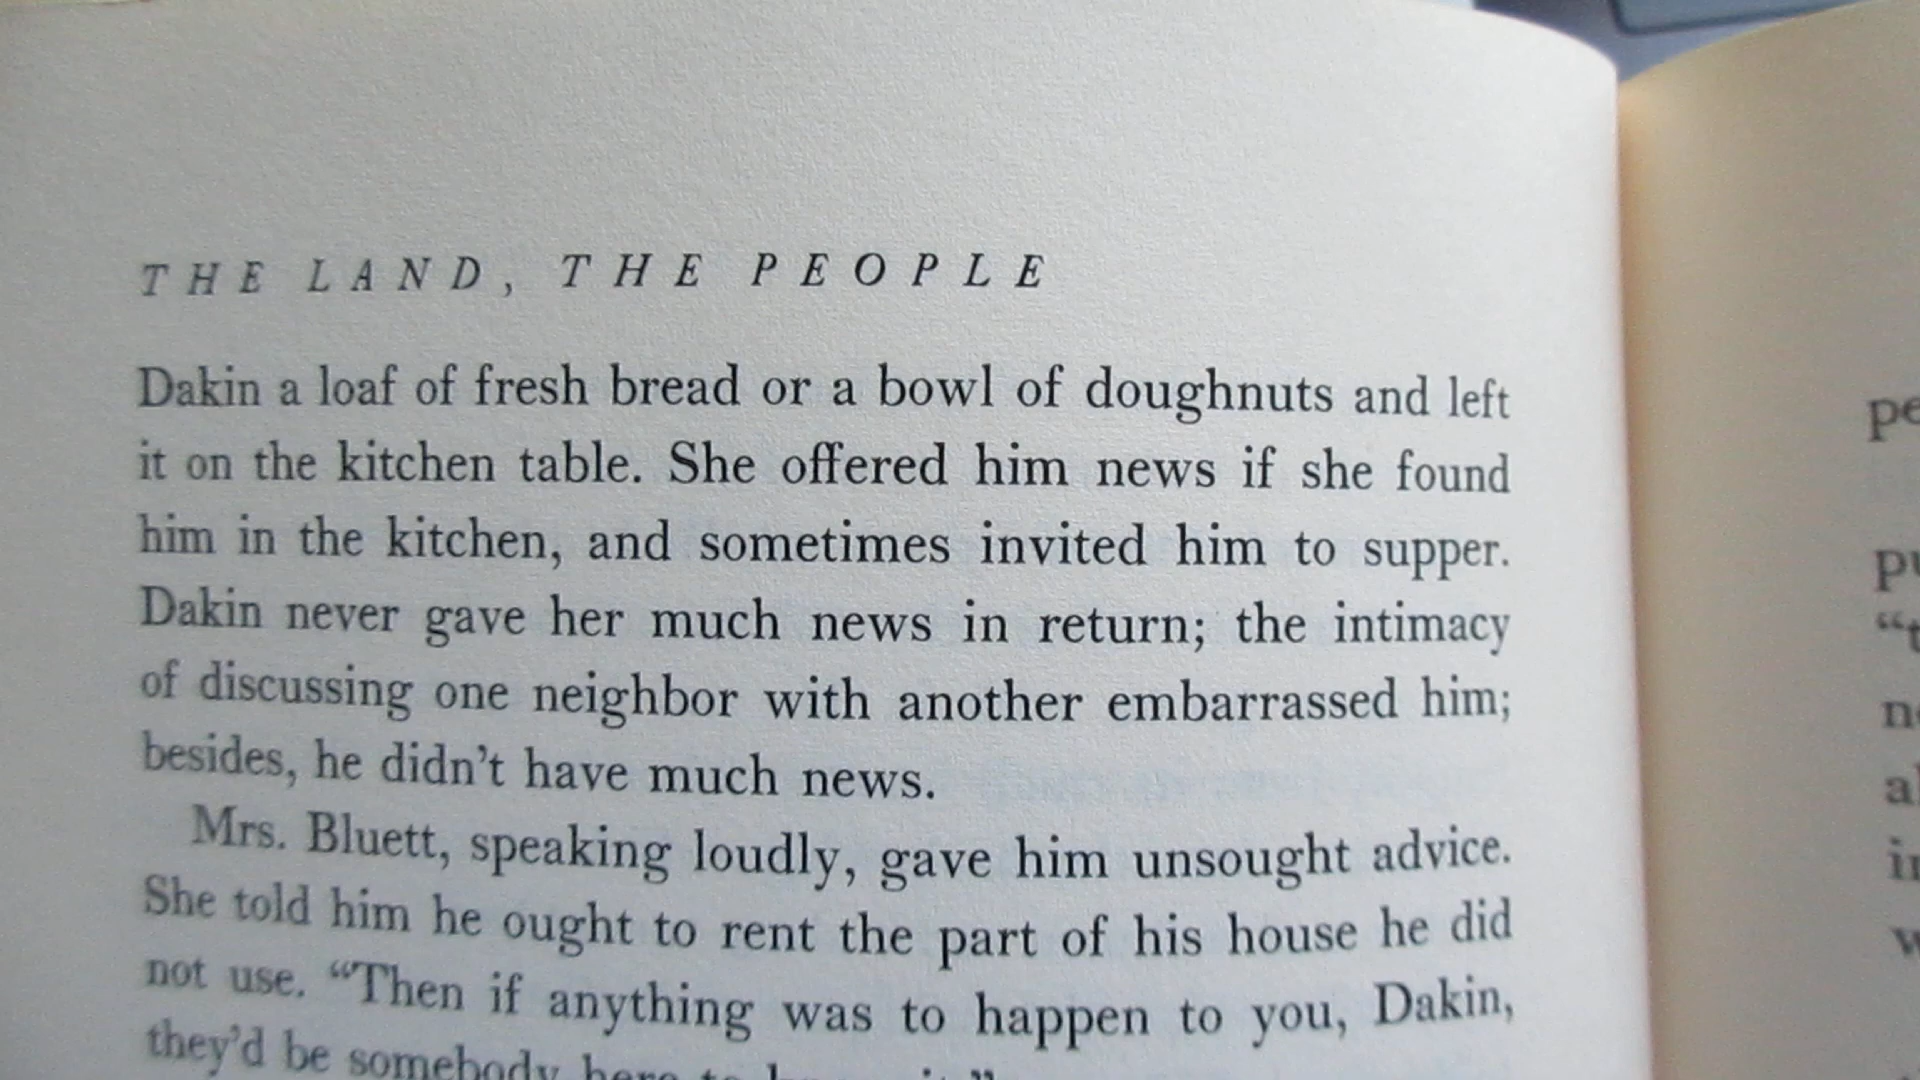 THE LAND, THE PEOPLE
Dakin a loaf of fresh bread or a bowl of doughnuts and left
it on the kitchen table. She offered him news if she found
him in the kitchen, and sometimes invited him to supper.
Dakin never gave her much news in return; the intimacy
of discussing one neighbor with another embarrassed him;
besides, he didn't have much news.
Mrs. Bluett, speaking loudly, gave him unsought advice.
She told him he ought to rent the part of his house he did
not use. “Then if anything was to happen to you, Dakin,
they'd be somebody here to